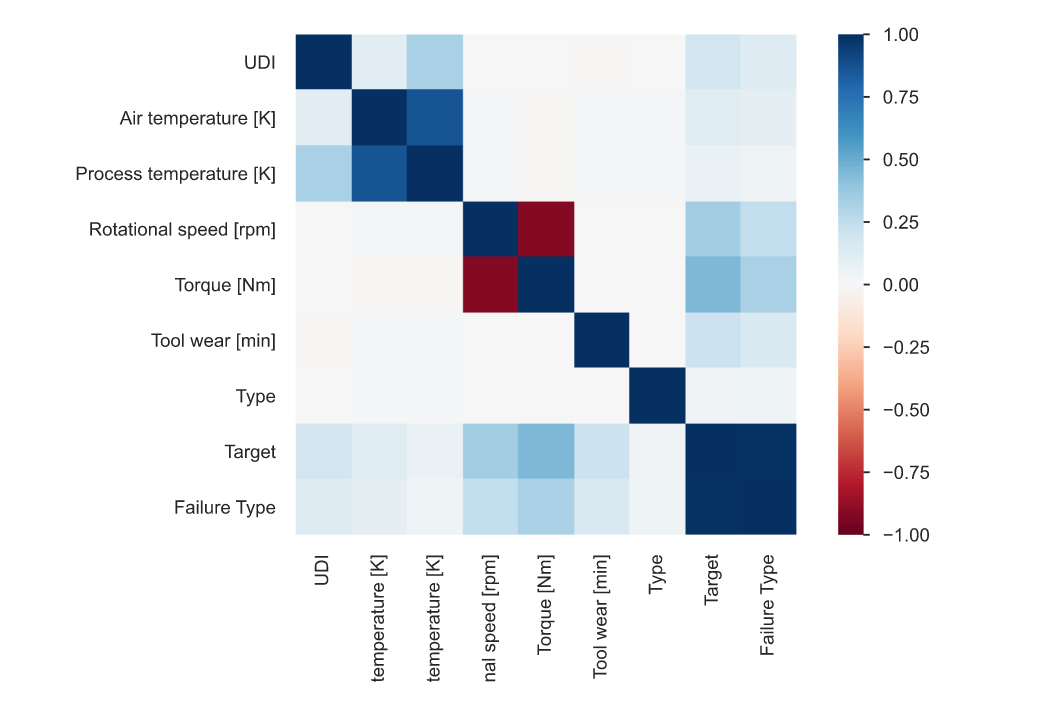 UDI
Air temperature [K]
Process temperature [K]
Rotational speed [rpm]
Torque [Nm]
Tool wear [min]
Type
Target
Failure Type
1.00
0.75
0.50
0.25
0.00
−0.25
−0.50
−0.75
−1.00
UDI
temperature [K]
temperature [K]
nal speed [rpm]
Torque [Nm]
Tool wear [min]
Type
Target
Failure Type